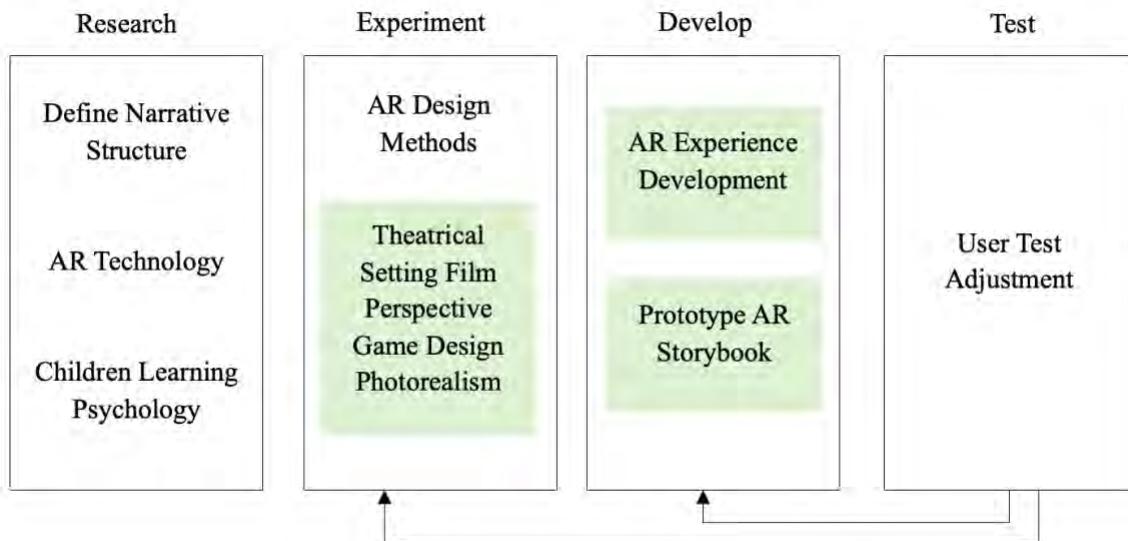 Research
Define Narrative
Structure
AR Technology
Children Learning
Psychology
Experiment
AR Design
Methods
Theatrical
Setting Film
Perspective
Game Design
Photorealism
Develop
AR Experience
Development
Prototype AR
Storybook
Test
User Test
Adjustment